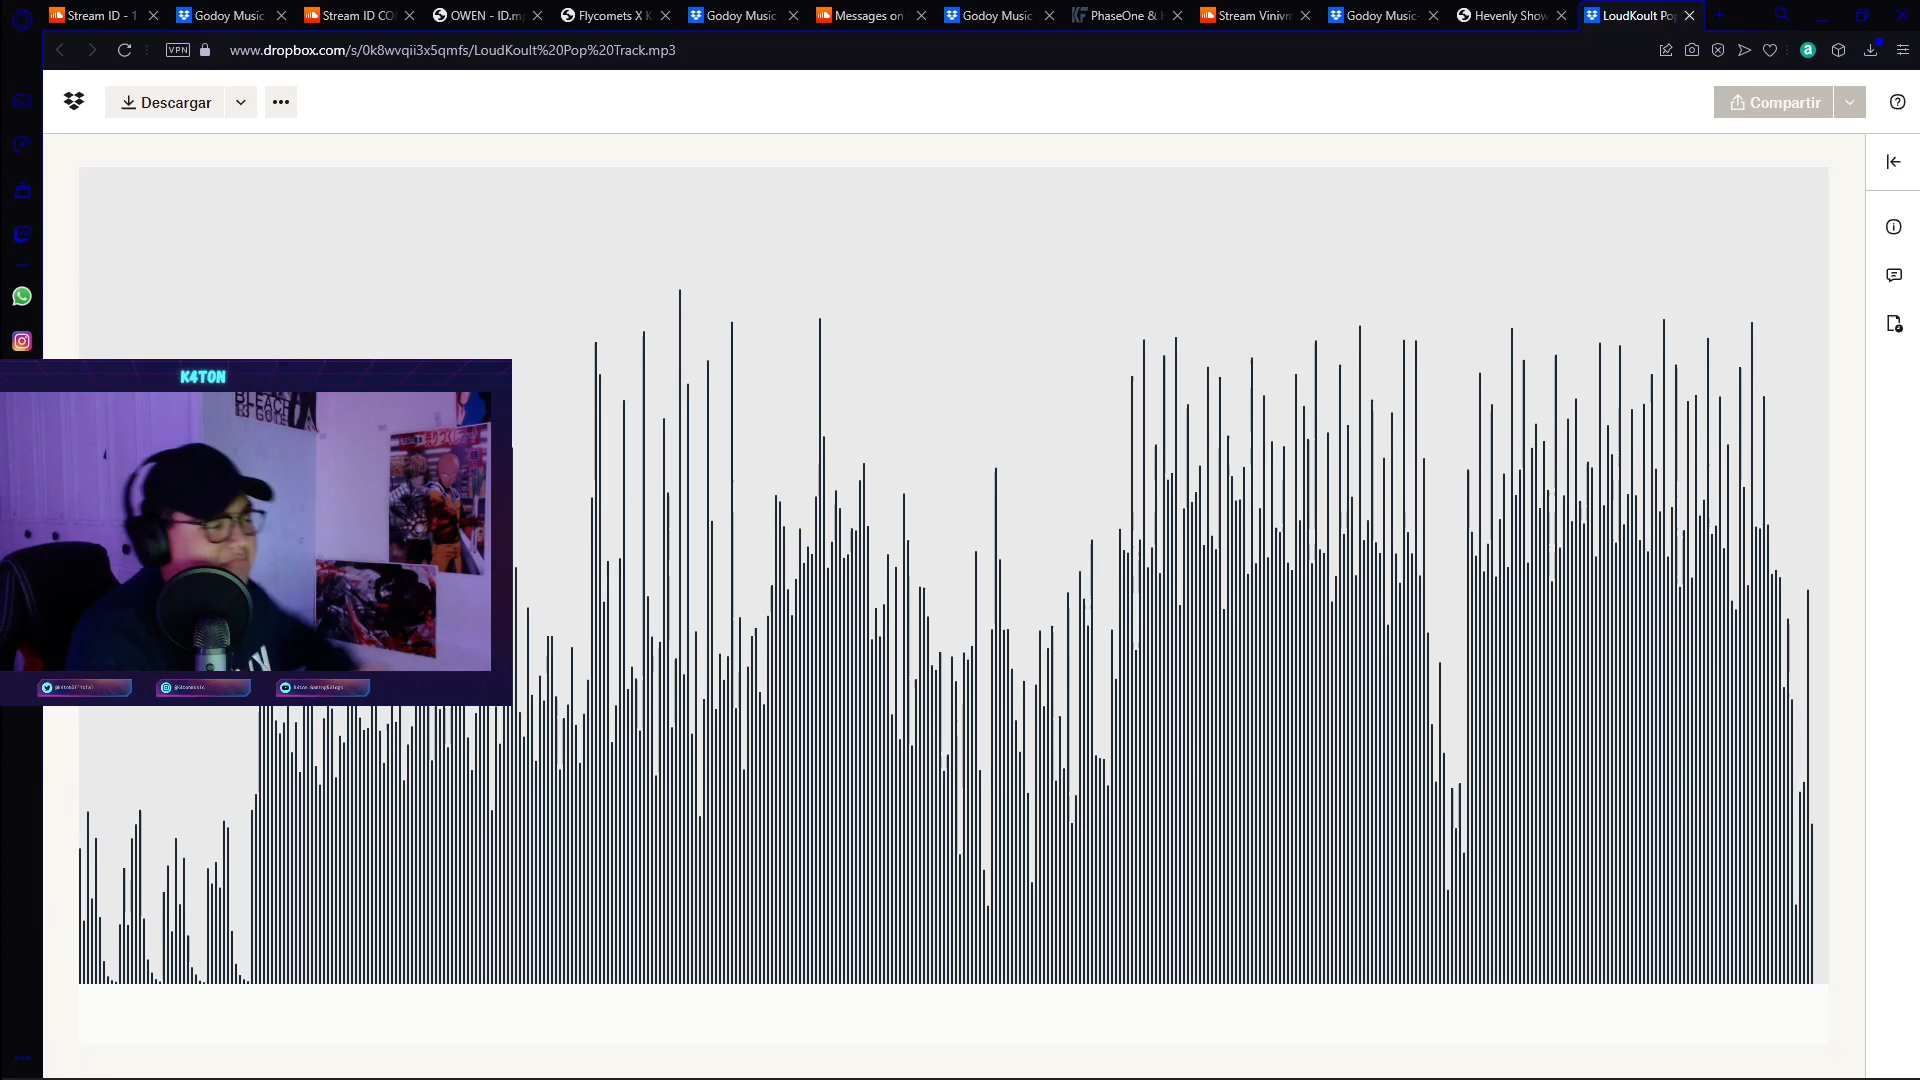 Stream ID - 1
Godoy Music
Stream ID CO
OWEN - ID.m
Flycomets X K
Godoy Music
Messages on
Godoy Music
PhaseOne &
Stream Viniv
Godoy Music
Hevenly Show
LoudKoult Po
VPN
www.dropbox.com/s/0k8wvqii3x5qmfs/LoudKoult%20Pop%20Track.mp3
a
Descargar
Compartir
K4TON
BLEACH